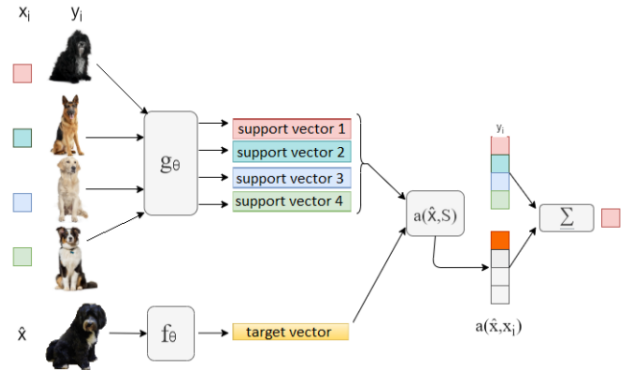 xᵢ yᵢ
gθ
support vector 1
support vector 2
support vector 3
support vector 4
a(x̂,S)
yᵢ
∑
a(x̂,xᵢ)
x̂
fθ
target vector